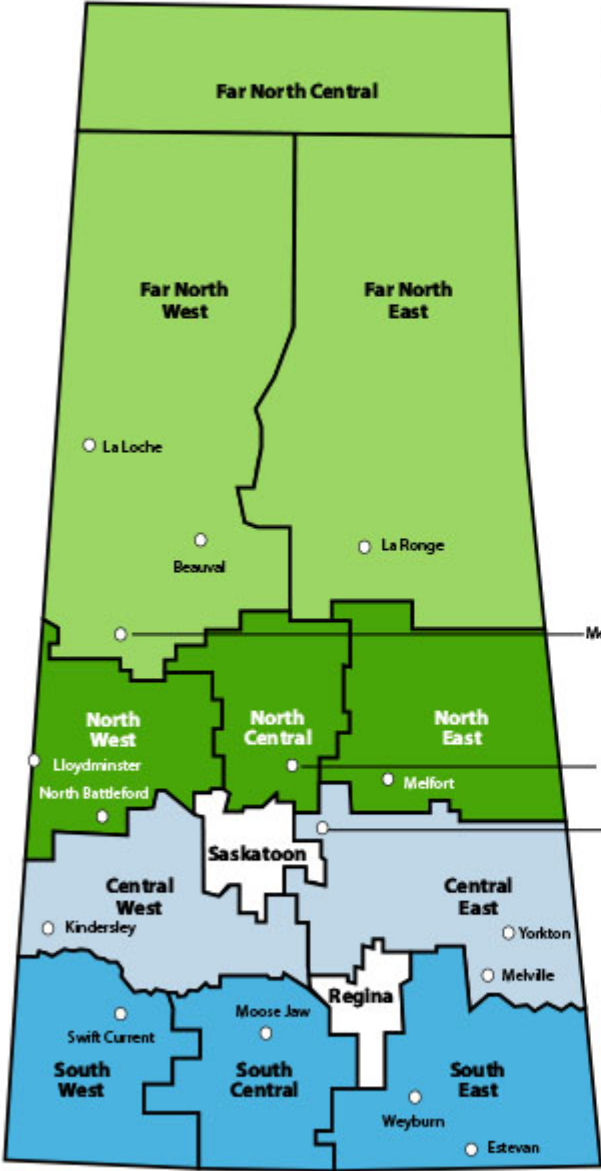 Far North Central
Far North
West
Far North
East
La Loche
Beauval
La Ronge
North
West
North
Central
North
East
Lloydminster
Melfort
North Battleford
Saskatoon
Central
West
Central
East
Kindersley
Yorkton
Melville
Regina
Moose Jaw
Swift Current
South
West
South
Central
South
East
Weyburn
Estevan